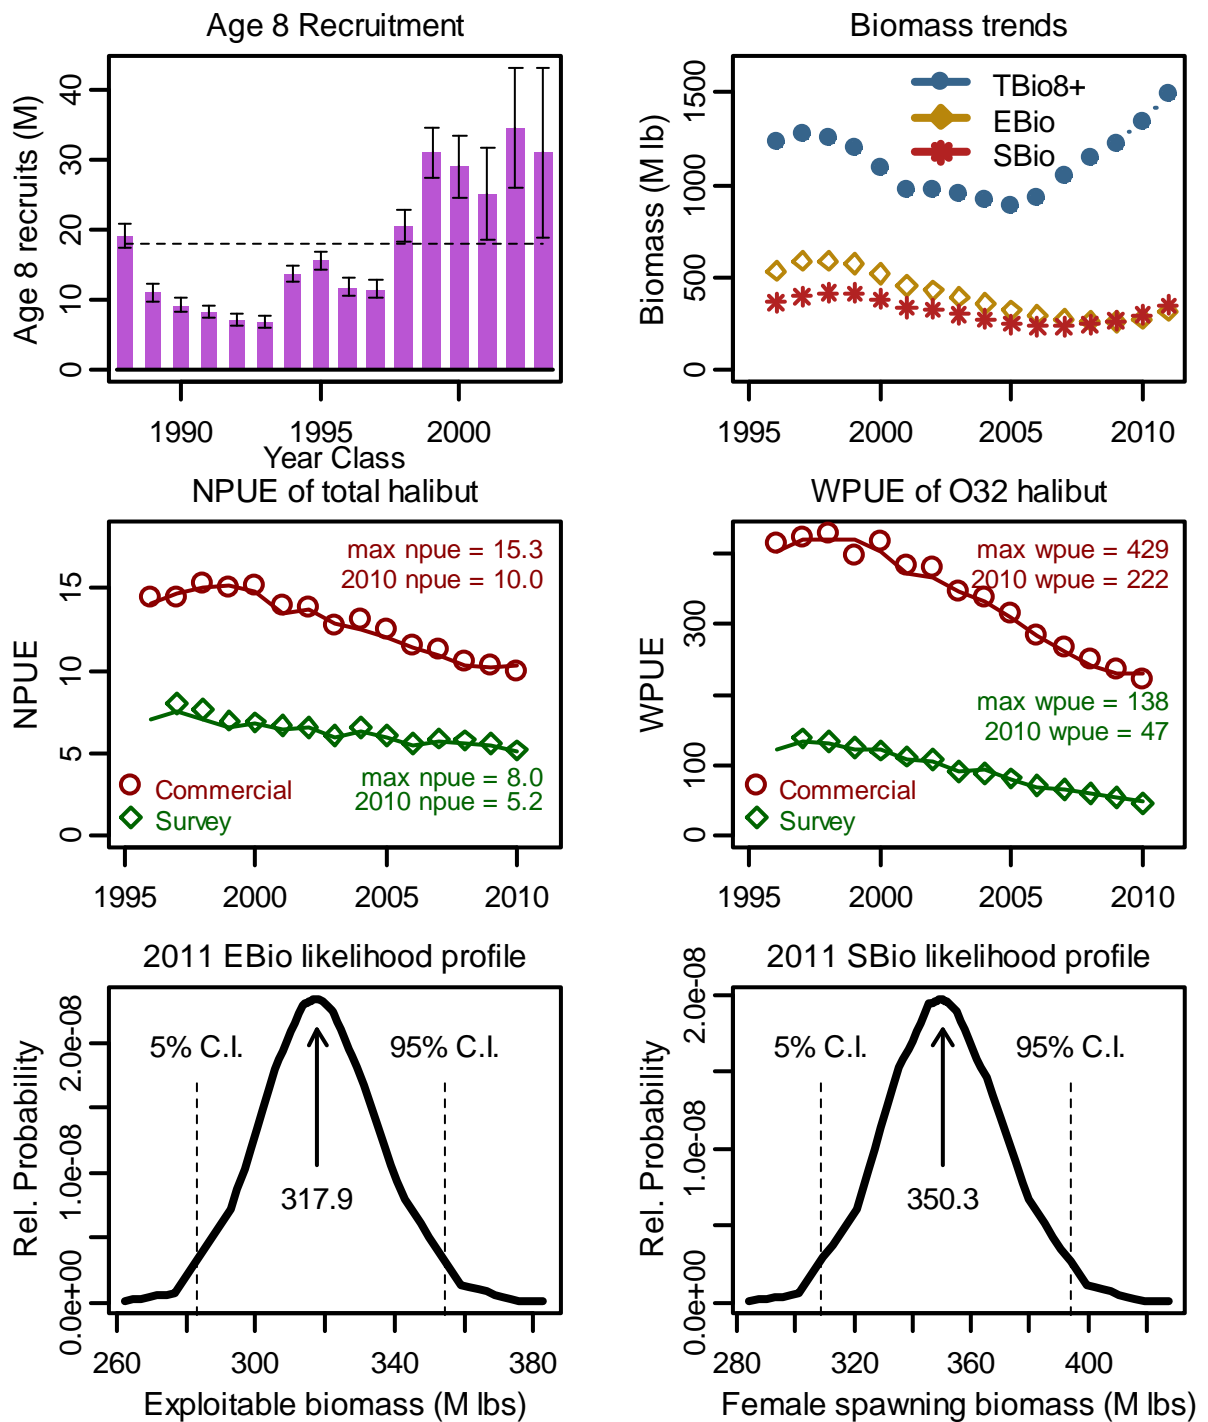 Age 8 Recruitment
Age 8 recruits (M)
40
30
20
10
0
1990
1995
2000
Year Class
Biomass trends
Biomass (M lb)
1500
1000
500
0
TBio8+
EBio
SBio
1995
2000
2005
2010
NPUE of total halibut
NPUE
15
10
5
0
max npue = 15.3
2010 npue = 10.0
max npue = 8.0
2010 npue = 5.2
Commercial
Survey
1995
2000
2005
2010
WPUE of O32 halibut
WPUE
300
100
0
max wpue = 429
2010 wpue = 222
max wpue = 138
2010 wpue = 47
Commercial
Survey
1995
2000
2005
2010
2011 EBio likelihood profile
Rel. Probability
2.0e-08
1.0e-08
0.0e+00
5% C.I.
95% C.I.
317.9
260
300
340
380
Exploitable biomass (M lbs)
2011 SBio likelihood profile
Rel. Probability
2.0e-08
1.0e-08
0.0e+00
5% C.I.
95% C.I.
350.3
280
320
360
400
Female spawning biomass (M lbs)